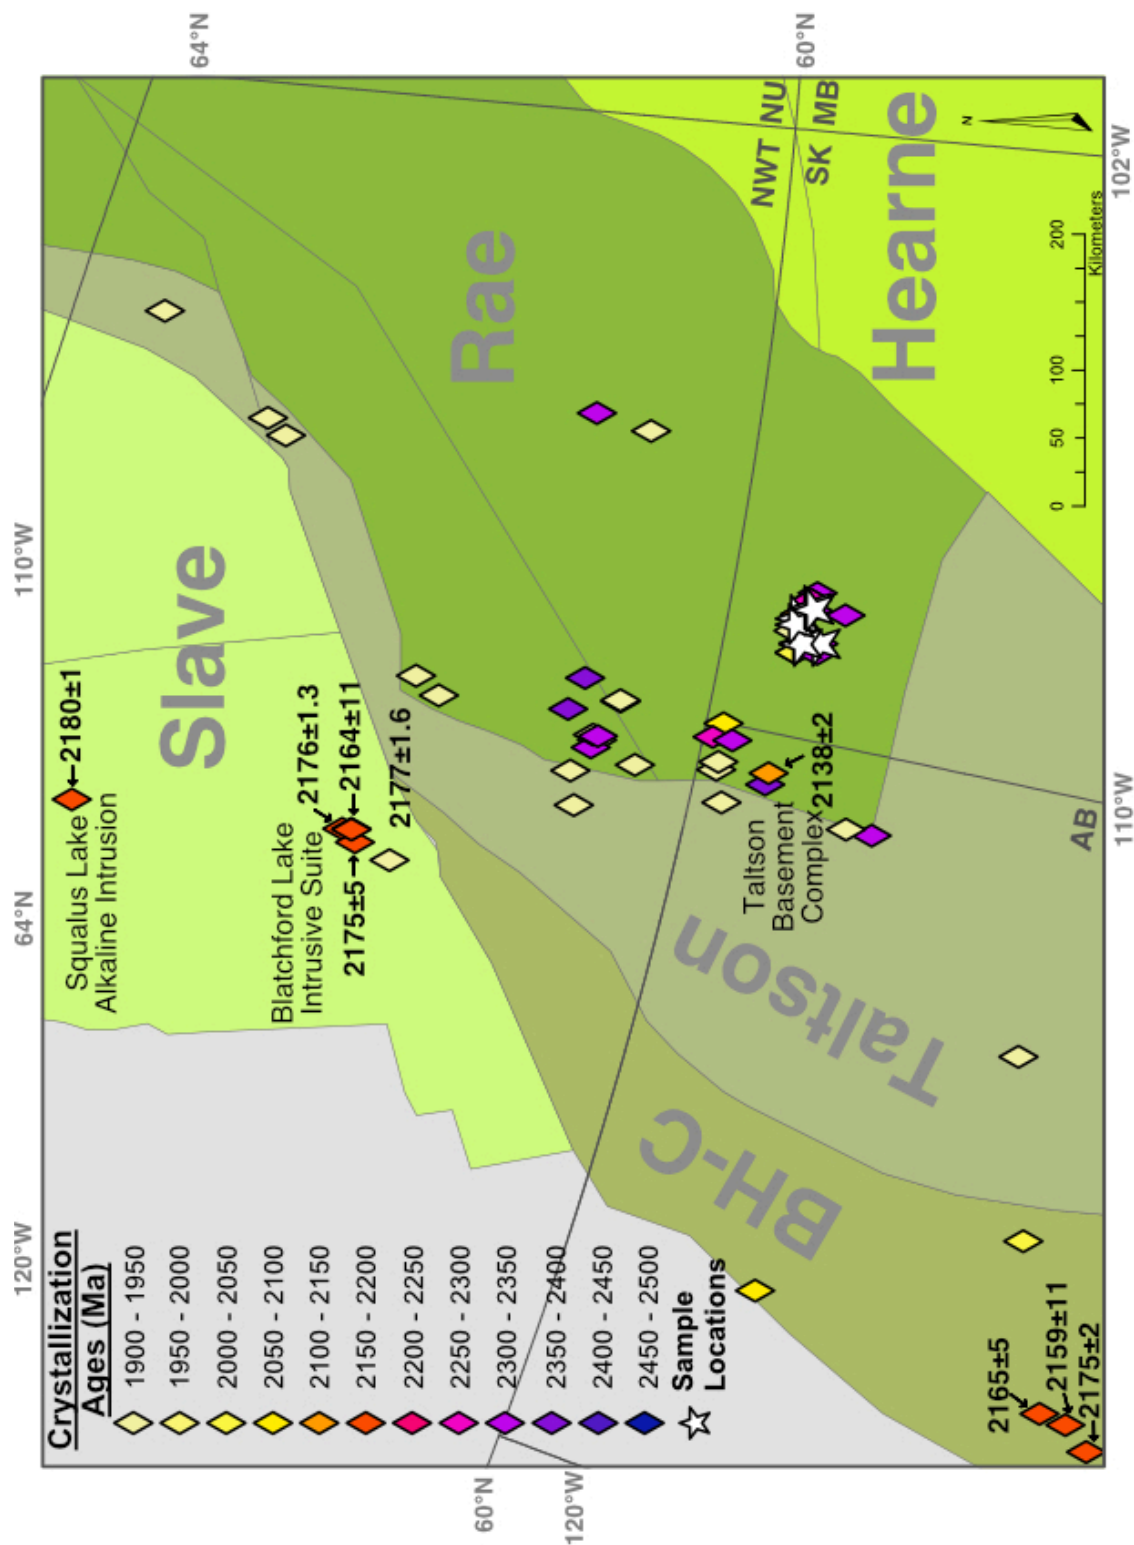 120°W
64°N
110°W
Crystallization
Ages (Ma)
1900 - 1950
1950 - 2000
2000 - 2050
2050 - 2100
2100 - 2150
2150 - 2200
2200 - 2250
2250 - 2300
2300 - 2350
2350 - 2400
2400 - 2450
2450 - 2500
Sample
Locations
Squalus Lake
Alkaline Intrusion
2180±1
Slave
Blatchford Lake
Intrusive Suite
2176±1.3
2164±11
2175±5
2177±1.6
Rae
64°N
BH-C
Taltson
Taltson
Basement
Complex
2138±2
NWT
NU
SK
MB
60°N
Hearne
N
2165±5
2159±11
2175±2
AB
0
50
100
200
Kilometers
60°N
120°W
110°W
102°W